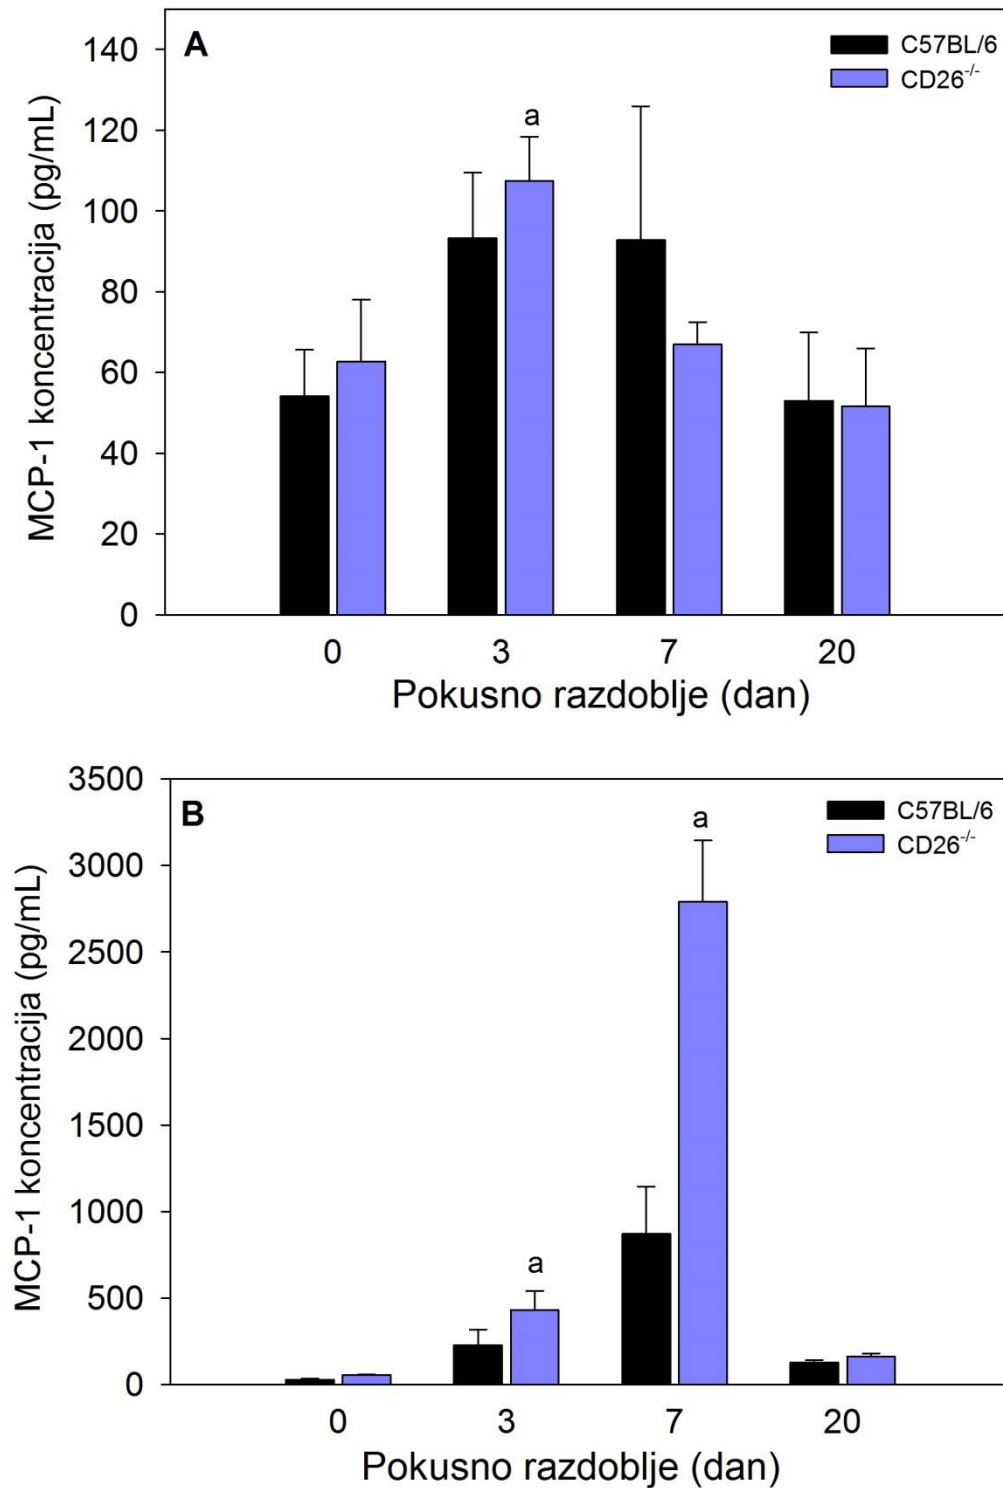 A
C57BL/6
CD26-/-
MCP-1 koncentracija (pg/mL)
140
120
100
80
60
40
20
0
a
0 3 7 20
Pokusno razdoblje (dan)
B
C57BL/6
CD26-/-
MCP-1 koncentracija (pg/mL)
3500
3000
2500
2000
1500
1000
500
0
a
a
0 3 7 20
Pokusno razdoblje (dan)